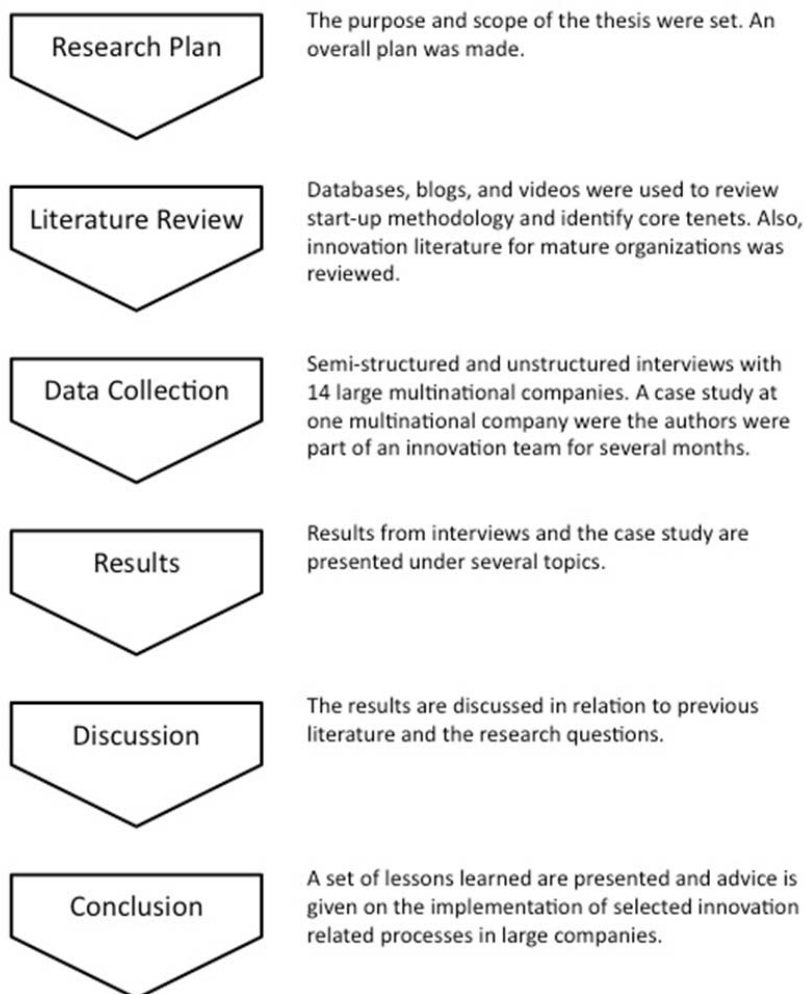 Research Plan
The purpose and scope of the thesis were set. An
overall plan was made.
Literature Review
Databases, blogs, and videos were used to review
start-up methodology and identify core tenets. Also,
innovation literature for mature organizations was
reviewed.
Data Collection
Semi-structured and unstructured interviews with
14 large multinational companies. A case study at
one multinational company were the authors were
part of an innovation team for several months.
Results
Results from interviews and the case study are
presented under several topics.
Discussion
The results are discussed in relation to previous
literature and the research questions.
Conclusion
A set of lessons learned are presented and advice is
given on the implementation of selected innovation
related processes in large companies.